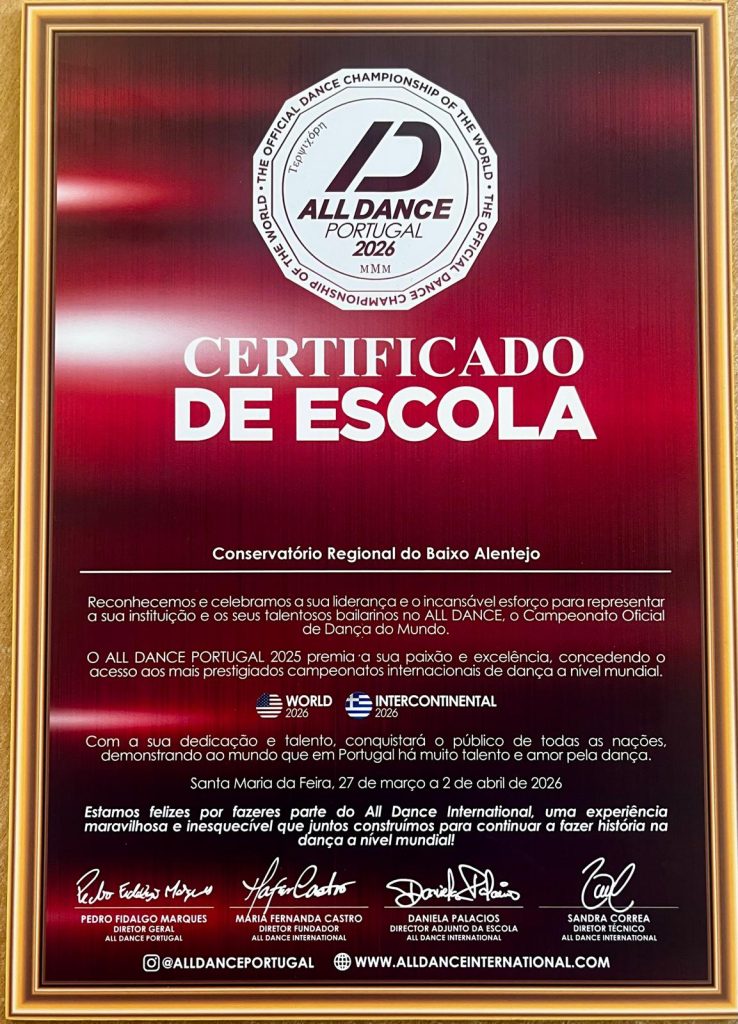 THE OFFICIAL DANCE CHAMPIONSHIP OF THE WORLD • THE OFFICIAL DANCE CHAMPIONSHIP OF THE WORLD •
Τερψιχόρη
ALL DANCE
PORTUGAL
2026
MMM
CERTIFICADO
DE ESCOLA
Conservatório Regional do Baixo Alentejo
Reconhecemos e celebramos a sua liderança e o incansável esforço para representar
a sua instituição e os seus talentosos bailarinos no ALL DANCE, o Campeonato Oficial
de Dança do Mundo.
O ALL DANCE PORTUGAL 2025 premia a sua paixão e excelência, concedendo o
acesso aos mais prestigiados campeonatos internacionais de dança a nível mundial.
WORLD INTERCONTINENTAL
2026 2026
Com a sua dedicação e talento, conquistará o público de todas as nações,
demonstrando ao mundo que em Portugal há muito talento e amor pela dança.
Santa Maria da Feira, 27 de março a 2 de abril de 2026
Estamos felizes por fazeres parte do All Dance International, uma experiência
maravilhosa e inesquecível que juntos construímos para continuar a fazer história na
dança a nível mundial!
Pedro Fidalgo Marques
PEDRO FIDALGO MARQUES MARIA FERNANDA CASTRO DANIELA PALACIOS SANDRA CORREA
DIRETOR GERAL DIRETOR FUNDADOR DIRECTOR ADJUNTO DA ESCOLA DIRETOR TÉCNICO
ALL DANCE PORTUGAL ALL DANCE INTERNATIONAL ALL DANCE INTERNATIONAL ALL DANCE INTERNATIONAL
@ALLDANCEPORTUGAL WWW.ALLDANCEINTERNATIONAL.COM